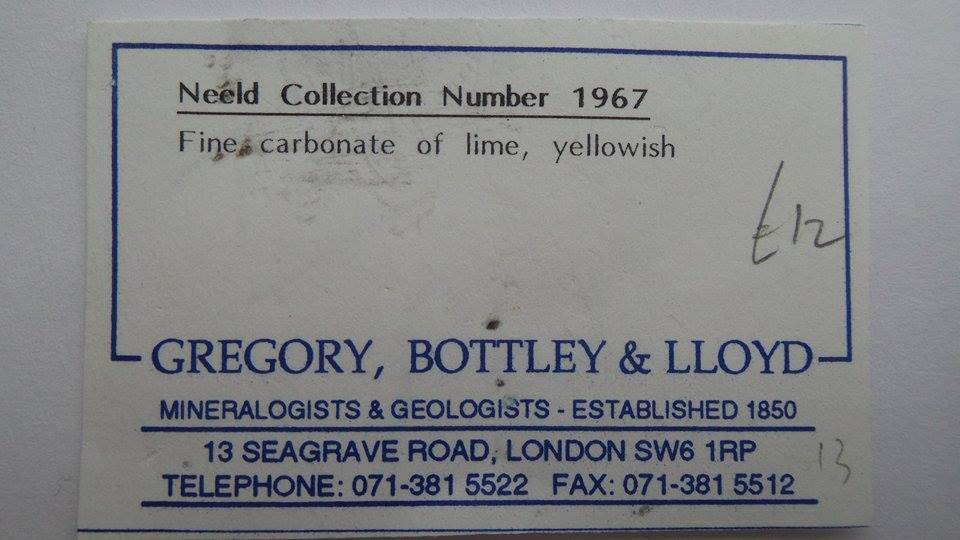 Neeld Collection Number 1967
Fine carbonate of lime, yellowish
£12
GREGORY, BOTTLEY & LLOYD
MINERALOGISTS & GEOLOGISTS - ESTABLISHED 1850
13 SEAGRAVE ROAD, LONDON SW6 1RP
13
TELEPHONE: 071-381 5522 FAX: 071-381 5512